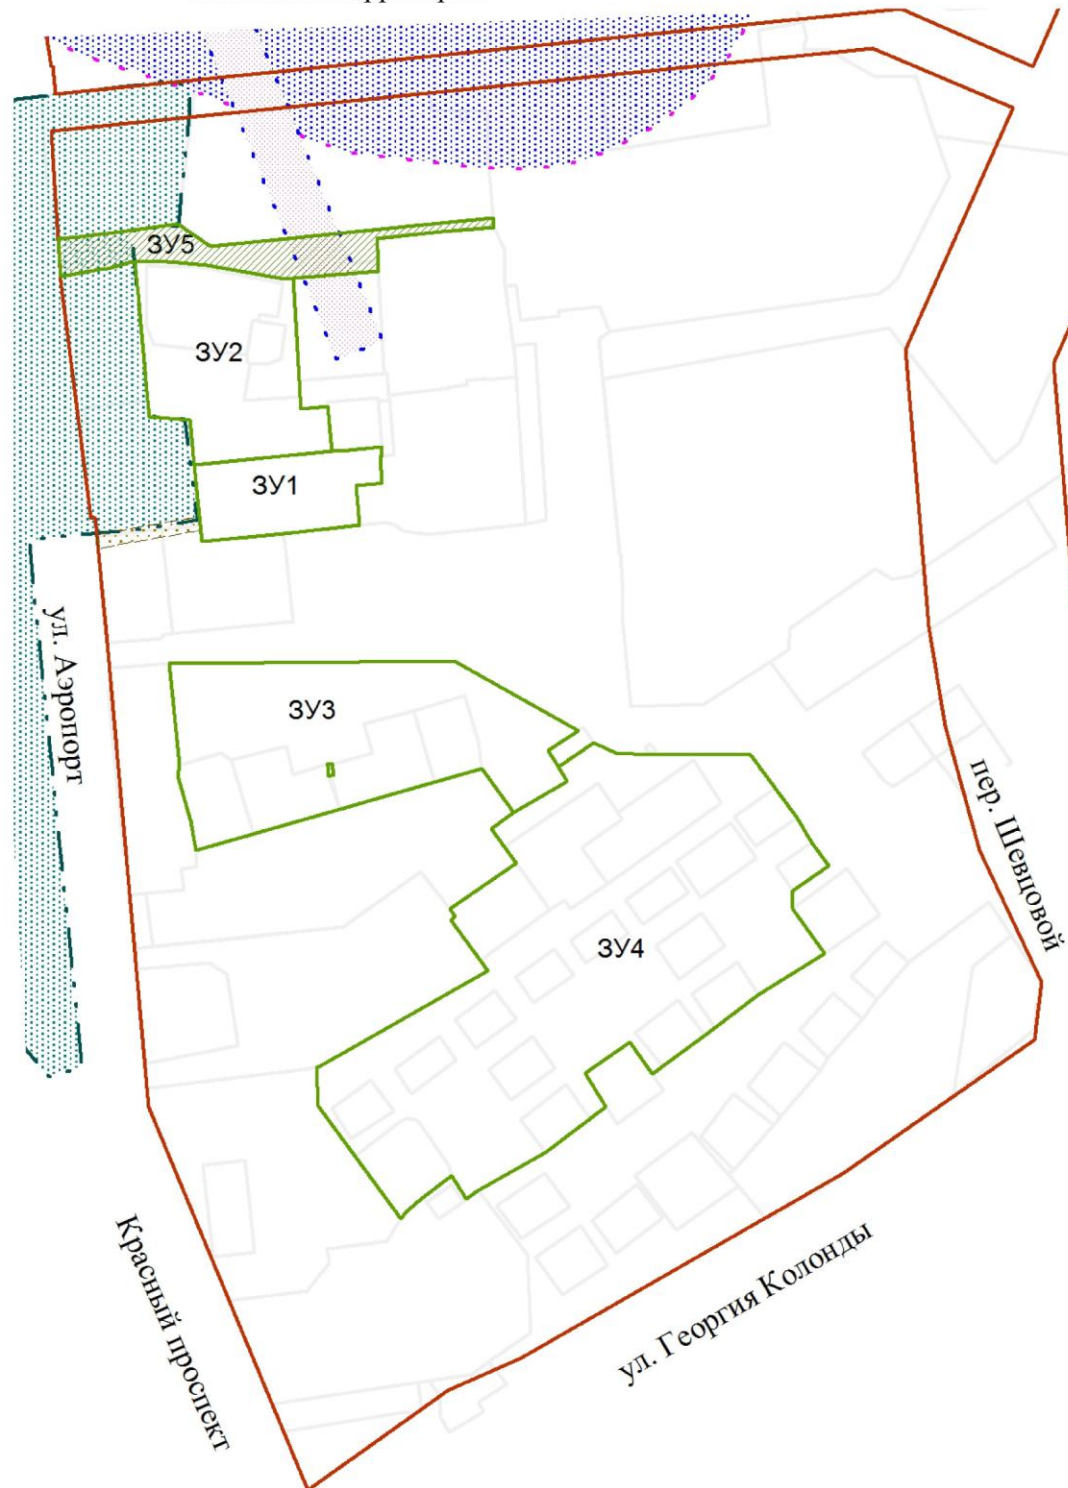 ЗУ5
ЗУ2
ЗУ1
ул. Аэропорт
ЗУ3
пер. Шевцовой
ЗУ4
Красный проспект
ул. Георгия Колонды